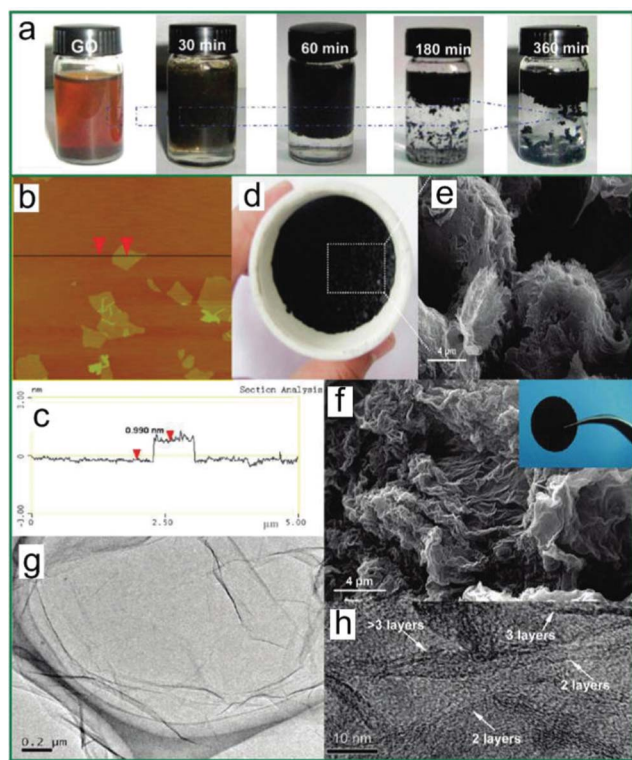 a
GO
30 min
60 min
180 min
360 min
b
d
e
4 µm
c
nm
Section Analysis
3.00
0.990 nm
0
-3.00
0
2.50
µm
5.00
f
4 µm
g
0.2 µm
h
>3 layers
3 layers
2 layers
2 layers
10 nm